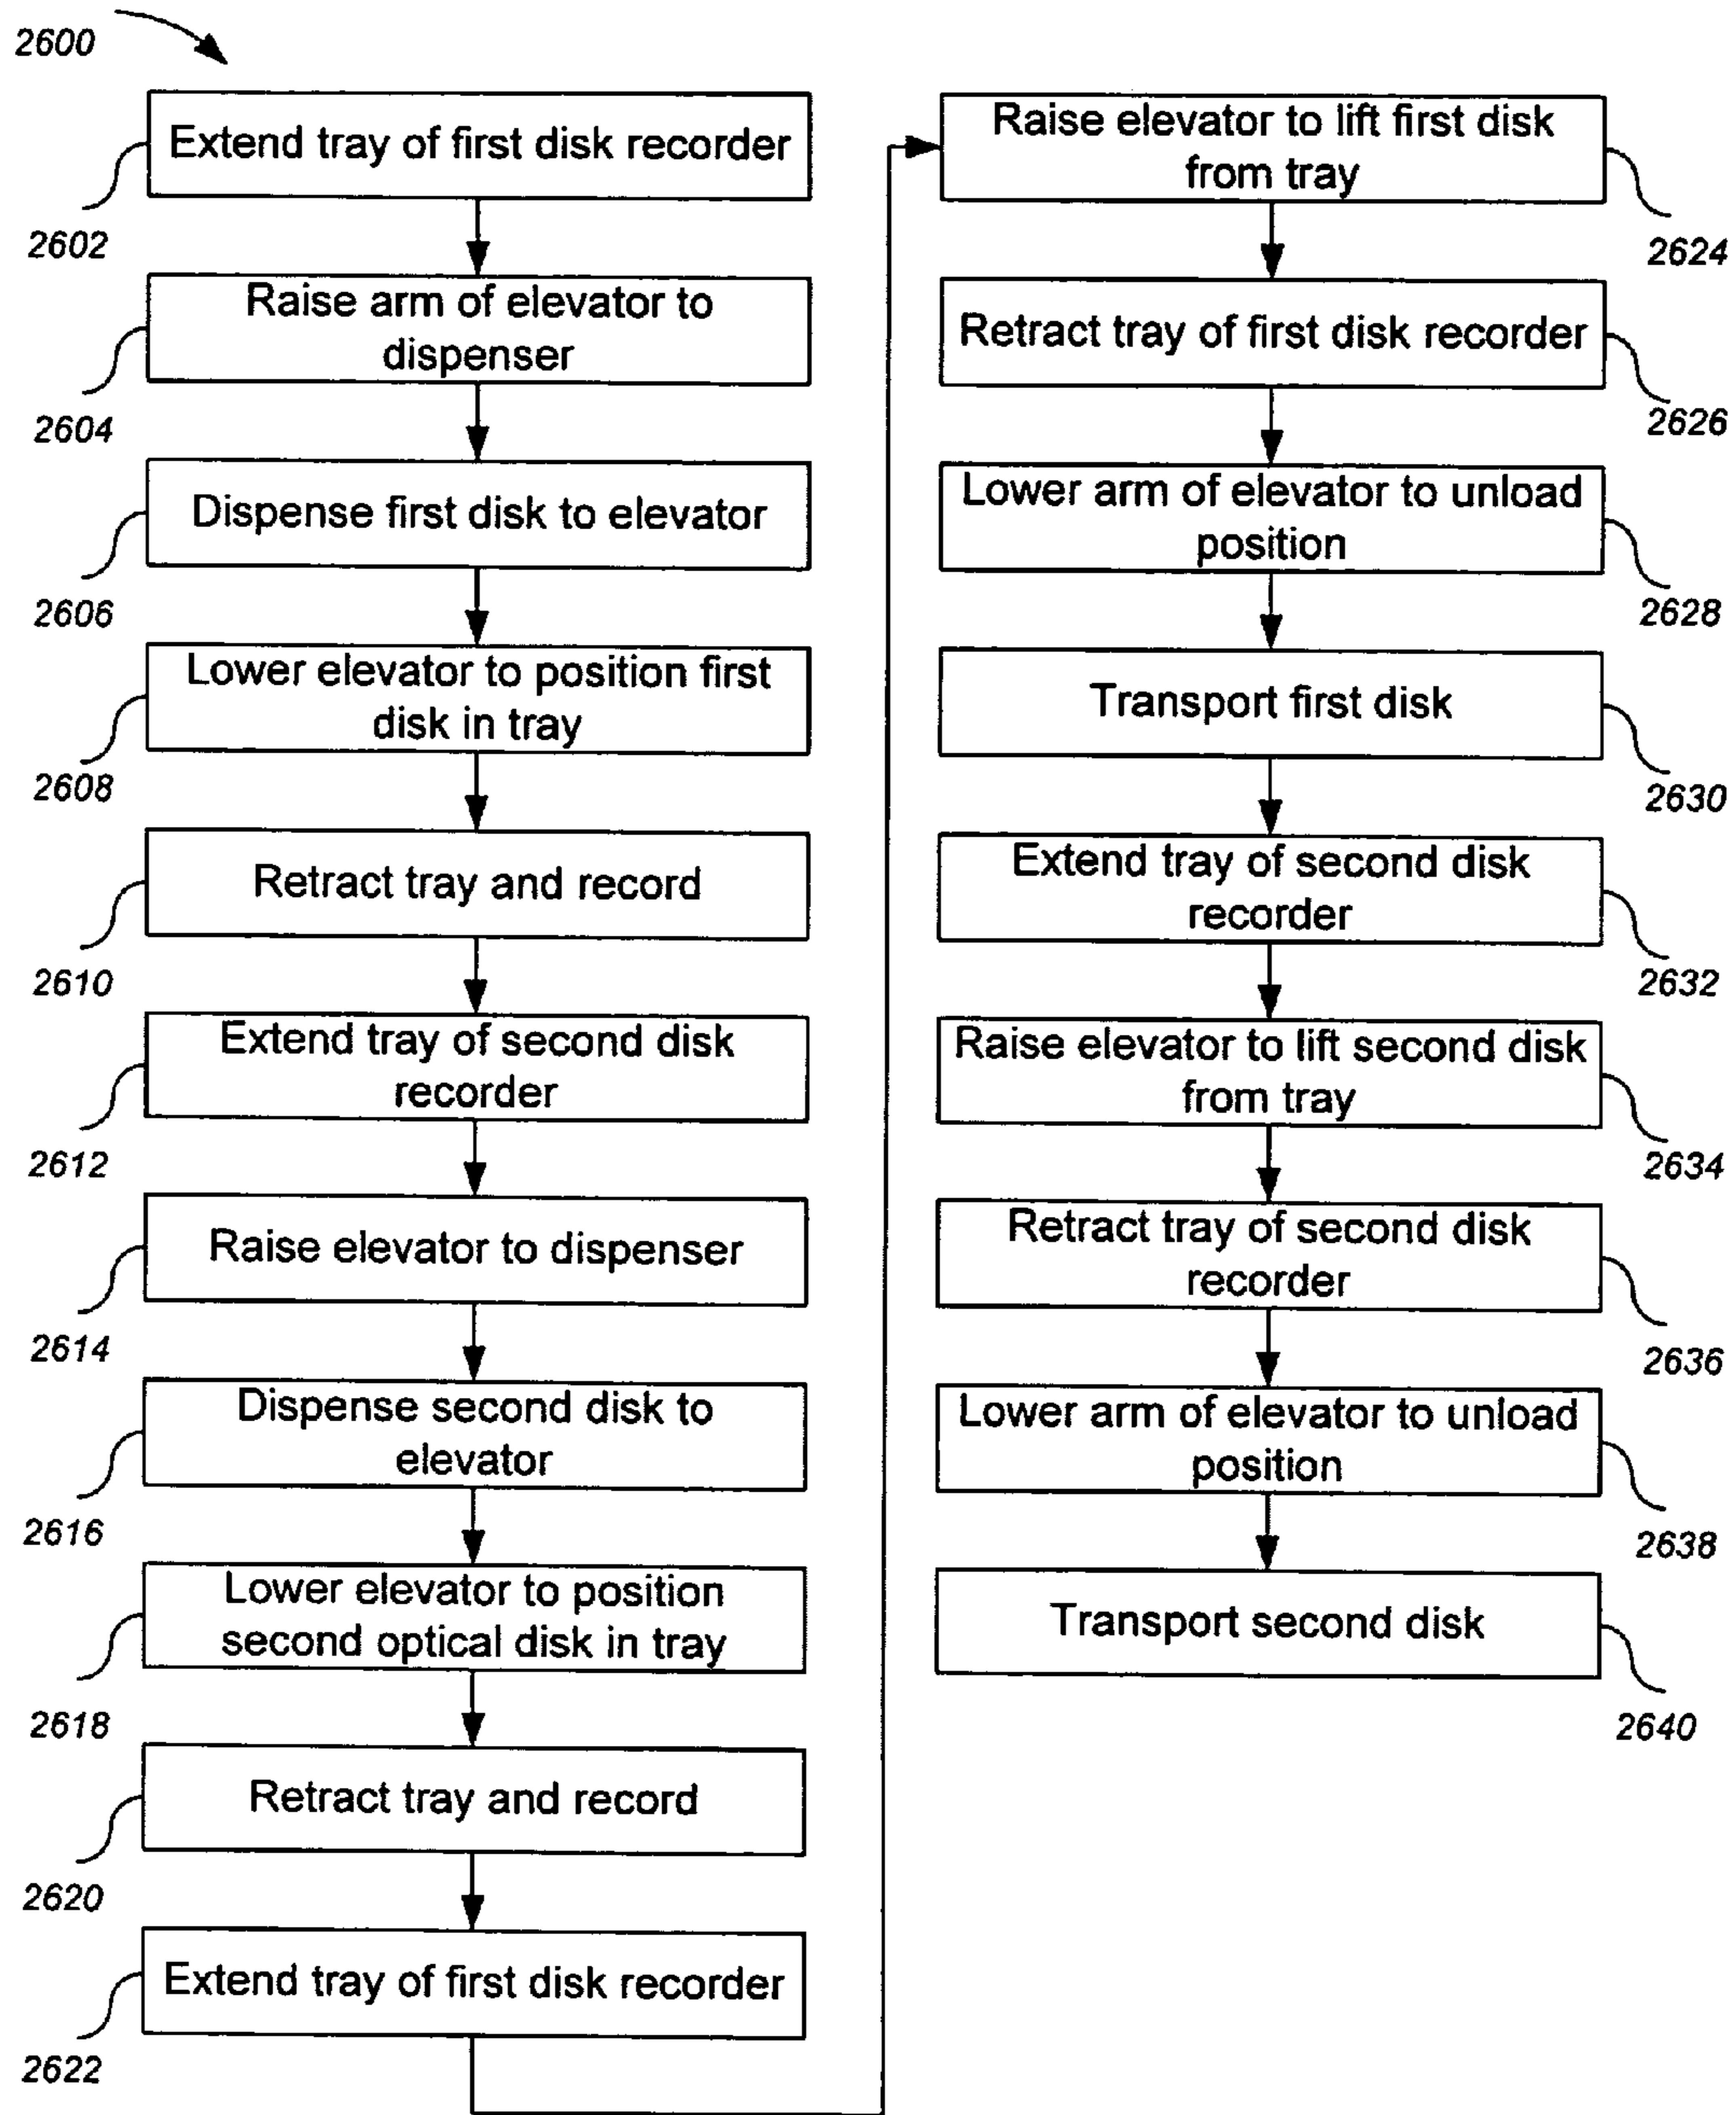 2600
Extend tray of first disk recorder
2602
Raise arm of elevator to
dispenser
2604
Dispense first disk to elevator
2606
Lower elevator to position first
disk in tray
2608
Retract tray and record
2610
Extend tray of second disk
recorder
2612
Raise elevator to dispenser
2614
Dispense second disk to
elevator
2616
Lower elevator to position
second optical disk in tray
2618
Retract tray and record
2620
Extend tray of first disk recorder
2622
Raise elevator to lift first disk
from tray
2624
Retract tray of first disk recorder
2626
Lower arm of elevator to unload
position
2628
Transport first disk
2630
Extend tray of second disk
recorder
2632
Raise elevator to lift second disk
from tray
2634
Retract tray of second disk
recorder
2636
Lower arm of elevator to unload
position
2638
Transport second disk
2640